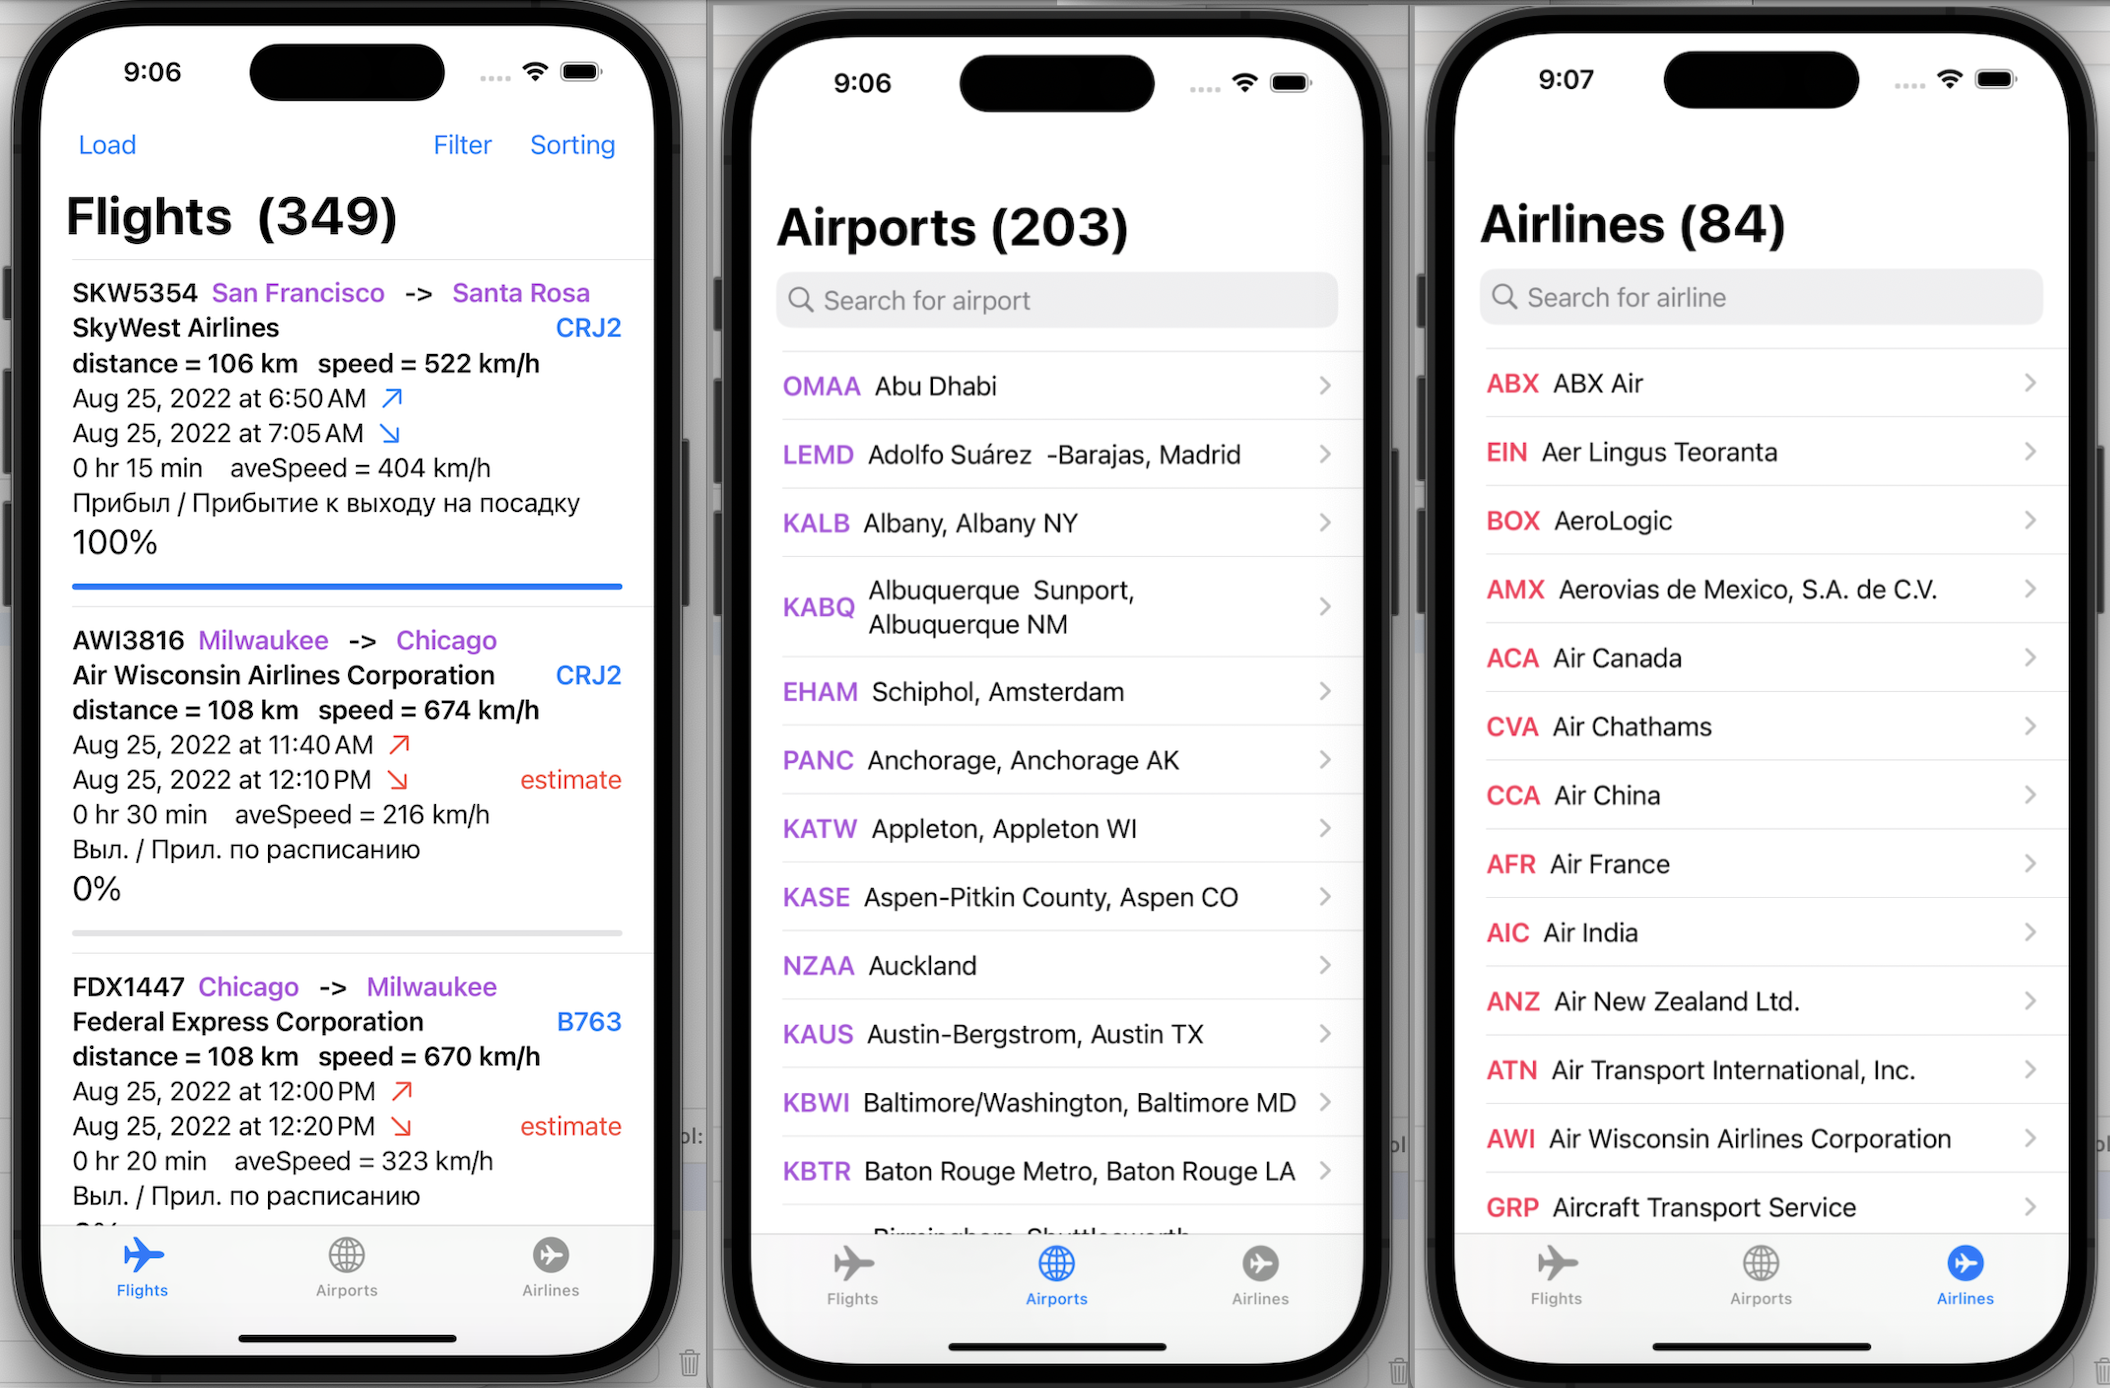 9:06
Load Filter Sorting
Flights (349)
SKW5354 San Francisco -> Santa Rosa
SkyWest Airlines CRJ2
distance = 106 km speed = 522 km/h
Aug 25, 2022 at 6:50 AM
Aug 25, 2022 at 7:05 AM
0 hr 15 min aveSpeed = 404 km/h
Прибыл / Прибытие к выходу на посадку
100%
AWI3816 Milwaukee -> Chicago
Air Wisconsin Airlines Corporation CRJ2
distance = 108 km speed = 674 km/h
Aug 25, 2022 at 11:40 AM
Aug 25, 2022 at 12:10 PM estimate
0 hr 30 min aveSpeed = 216 km/h
Выл. / Прил. по расписанию
0%
FDX1447 Chicago -> Milwaukee
Federal Express Corporation B763
distance = 108 km speed = 670 km/h
Aug 25, 2022 at 12:00 PM
Aug 25, 2022 at 12:20 PM estimate
0 hr 20 min aveSpeed = 323 km/h
Выл. / Прил. по расписанию
Flights Airports Airlines
9:06
Airports (203)
Search for airport
OMAA Abu Dhabi
LEMD Adolfo Suárez -Barajas, Madrid
KALB Albany, Albany NY
KABQ Albuquerque Sunport,
Albuquerque NM
EHAM Schiphol, Amsterdam
PANC Anchorage, Anchorage AK
KATW Appleton, Appleton WI
KASE Aspen-Pitkin County, Aspen CO
NZAA Auckland
KAUS Austin-Bergstrom, Austin TX
KBWI Baltimore/Washington, Baltimore MD
KBTR Baton Rouge Metro, Baton Rouge LA
Flights Airports Airlines
9:07
Airlines (84)
Search for airline
ABX ABX Air
EIN Aer Lingus Teoranta
BOX AeroLogic
AMX Aerovias de Mexico, S.A. de C.V.
ACA Air Canada
CVA Air Chathams
CCA Air China
AFR Air France
AIC Air India
ANZ Air New Zealand Ltd.
ATN Air Transport International, Inc.
AWI Air Wisconsin Airlines Corporation
GRP Aircraft Transport Service
Flights Airports Airlines